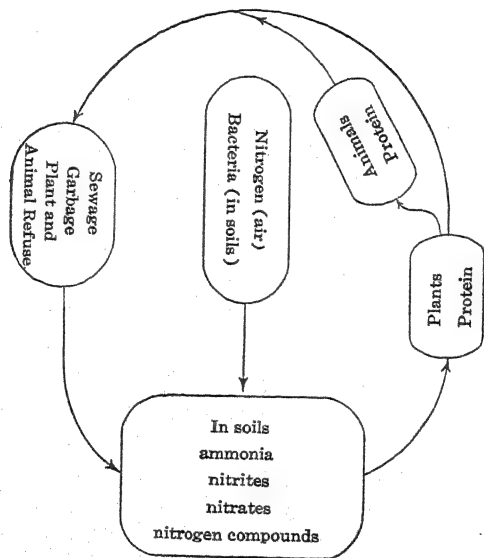 Animals
Protein
Nitrogen (air)
Bacteria (in soils)
Sewage
Garbage
Plant and
Animal Refuse
Plants
Protein
In soils
ammonia
nitrites
nitrates
nitrogen compounds